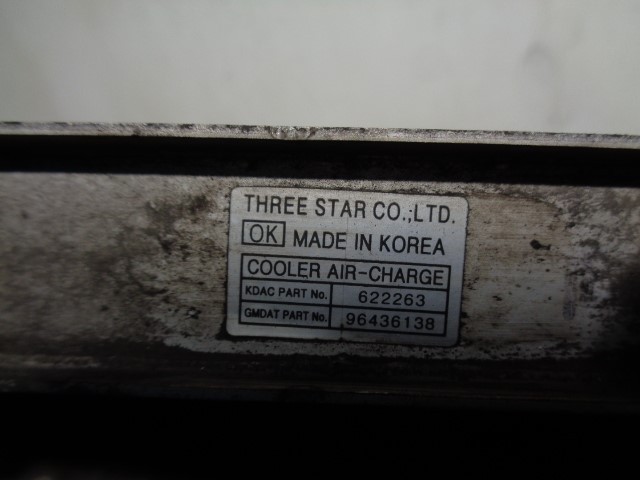 THREE STAR CO.;LTD.
OK MADE IN KOREA
COOLER AIR-CHARGE
KDAC PART No. 622263
GMDAT PART No. 96436138